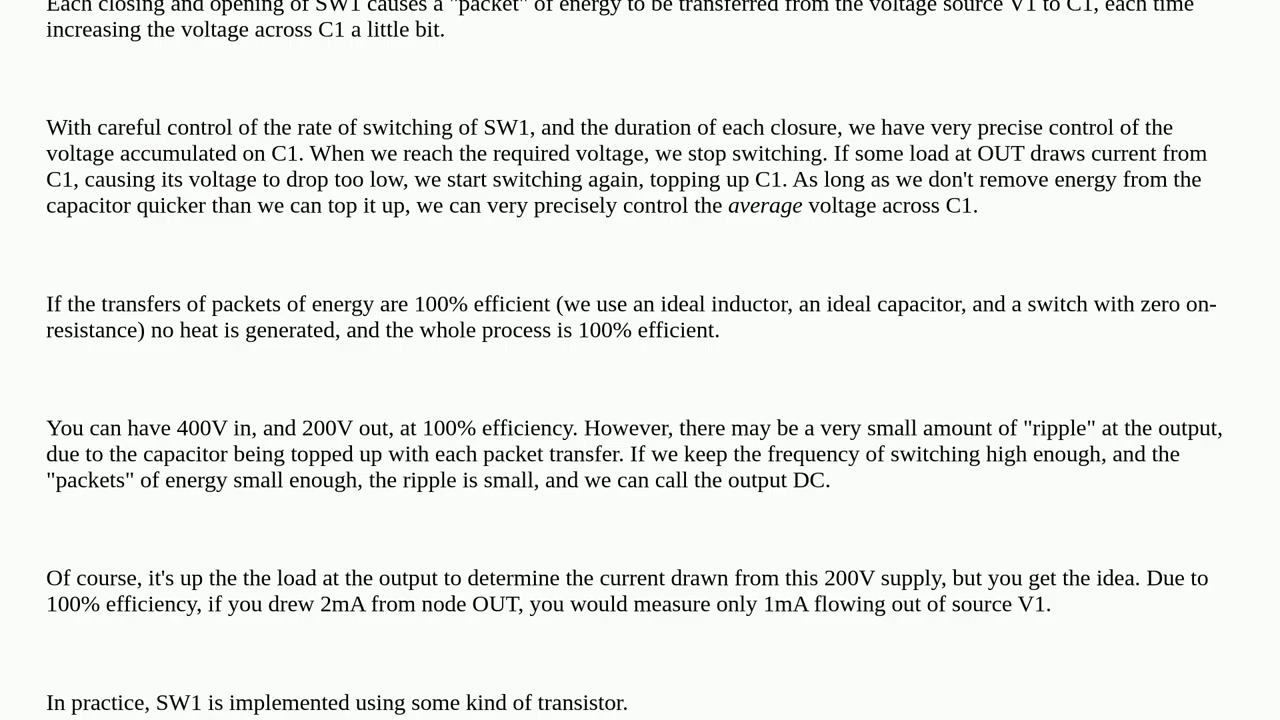 Each closing and opening of SW1 causes a "packet" of energy to be transferred from the voltage source V1 to C1, each time
increasing the voltage across C1 a little bit.
With careful control of the rate of switching of SW1, and the duration of each closure, we have very precise control of the
voltage accumulated on C1. When we reach the required voltage, we stop switching. If some load at OUT draws current from
C1, causing its voltage to drop too low, we start switching again, topping up C1. As long as we don't remove energy from the
capacitor quicker than we can top it up, we can very precisely control the average voltage across C1.
If the transfers of packets of energy are 100% efficient (we use an ideal inductor, an ideal capacitor, and a switch with zero on-
resistance) no heat is generated, and the whole process is 100% efficient.
You can have 400V in, and 200V out, at 100% efficiency. However, there may be a very small amount of "ripple" at the output,
due to the capacitor being topped up with each packet transfer. If we keep the frequency of switching high enough, and the
"packets" of energy small enough, the ripple is small, and we can call the output DC.
Of course, it's up the the load at the output to determine the current drawn from this 200V supply, but you get the idea. Due to
100% efficiency, if you drew 2mA from node OUT, you would measure only 1mA flowing out of source V1.
In practice, SW1 is implemented using some kind of transistor.